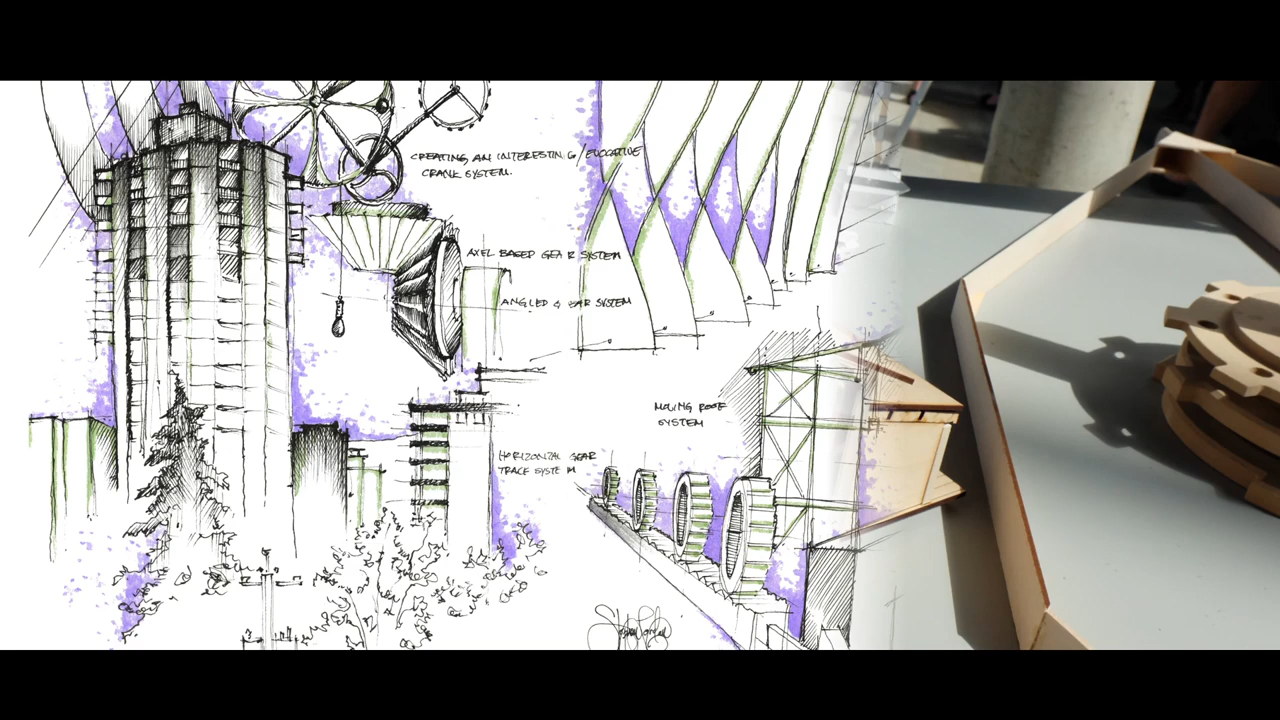 CREATING AN INTERESTING/EVOCATIVE
CRANK SYSTEM.
AXEL BASED GEAR SYSTEM
ANGLED GEAR SYSTEM
MOVING ROOF
SYSTEM
HORIZONTAL GEAR
TRACE SYSTEM